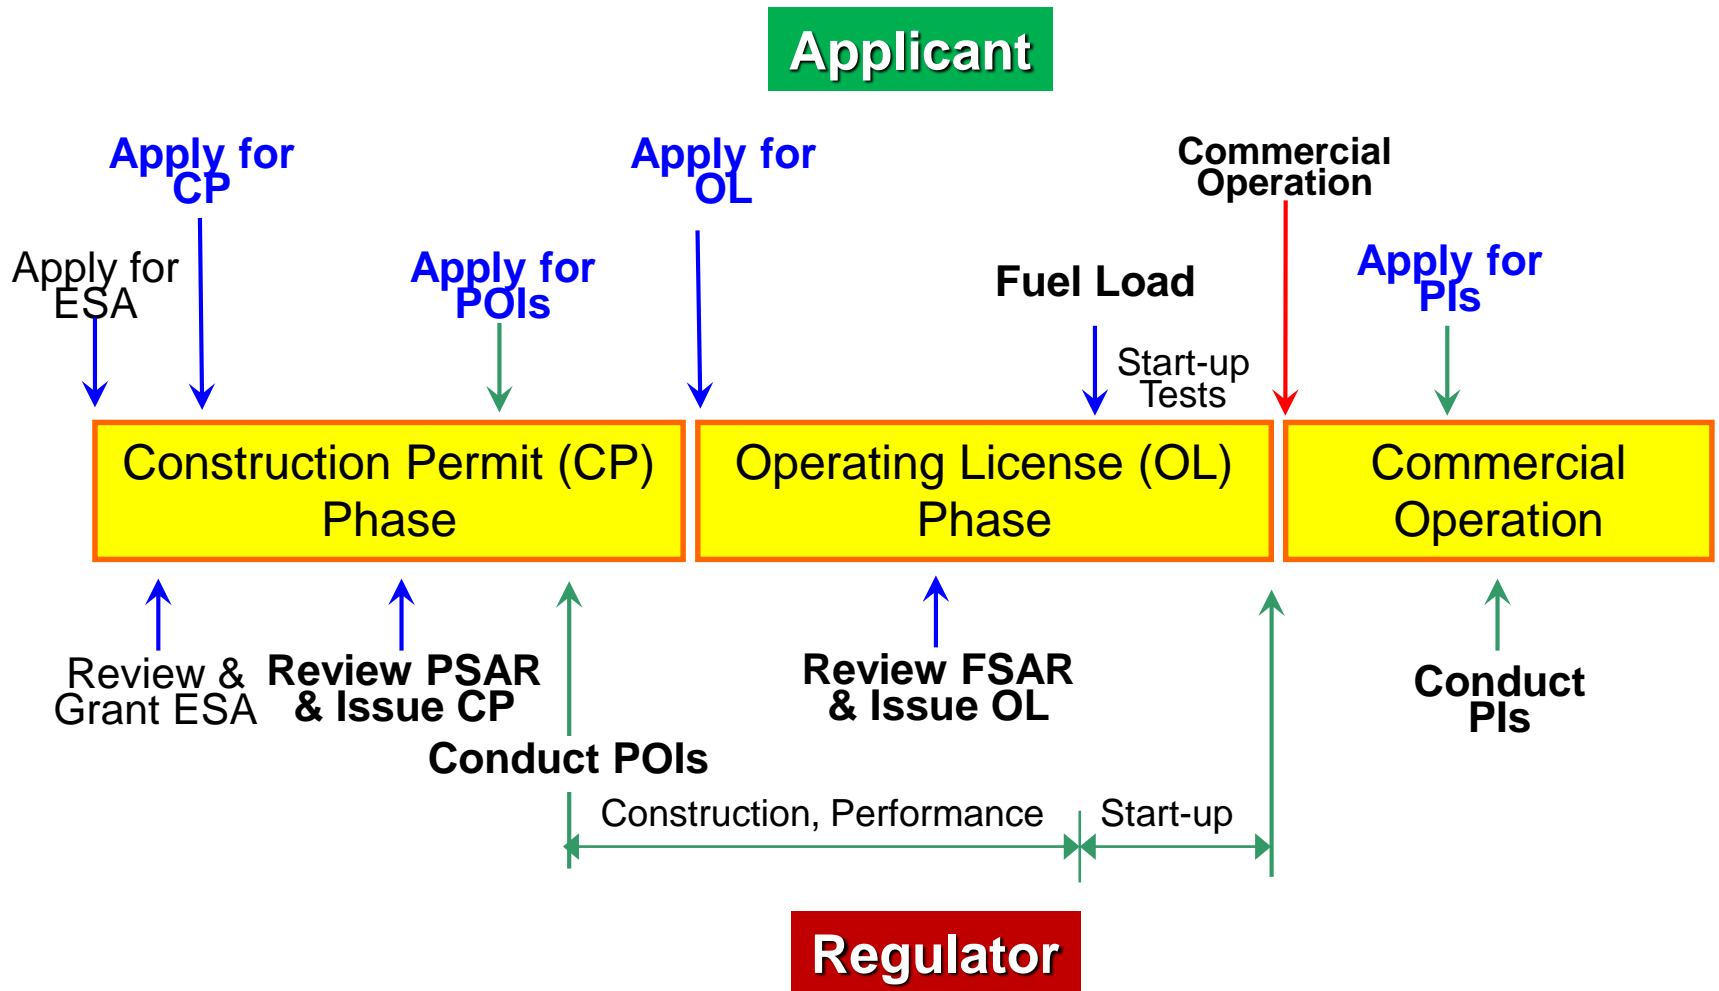 Applicant
Apply for
CP
Apply for
OL
Commercial
Operation
Apply for
ESA
Apply for
POIs
Fuel Load
Apply for
PIs
Start-up
Tests
Construction Permit (CP)
Phase
Operating License (OL)
Phase
Commercial
Operation
Review &
Grant ESA
Review PSAR
& Issue CP
Review FSAR
& Issue OL
Conduct
PIs
Conduct POIs
Construction, Performance
Start-up
Regulator